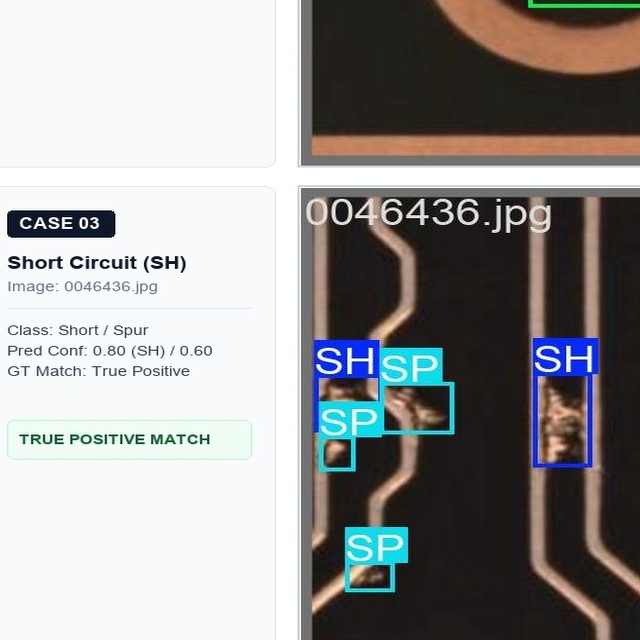 CASE 03
Short Circuit (SH)
Image: 0046436.jpg
Class: Short / Spur
Pred Conf: 0.80 (SH) / 0.60
GT Match: True Positive
TRUE POSITIVE MATCH
0046436.jpg
SH
SP
SH
SP
SP